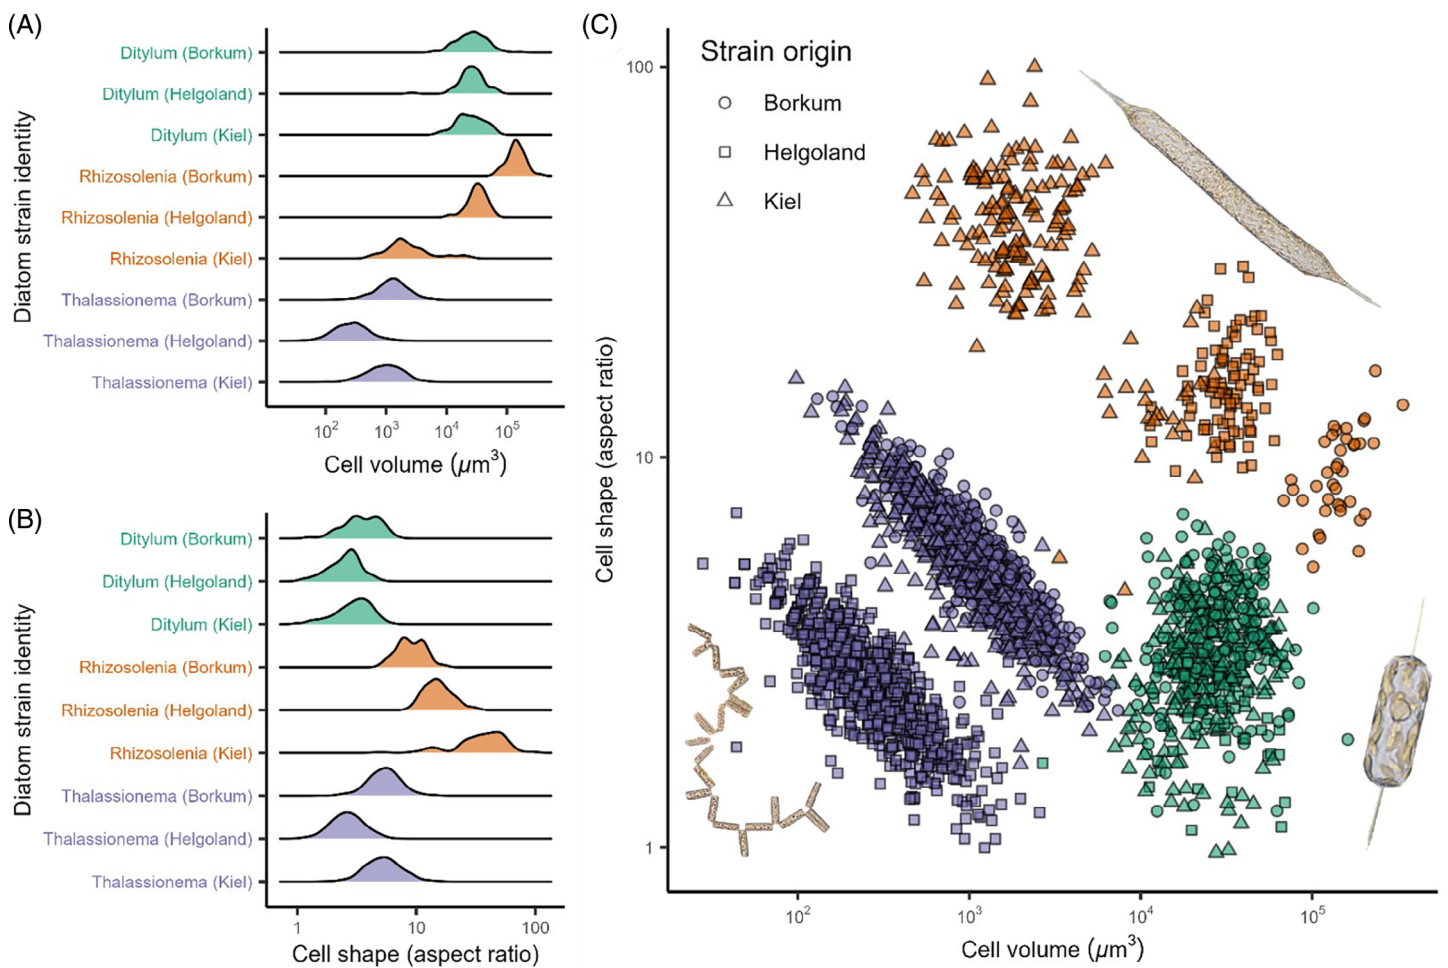 (A)
Diatom strain identity
Ditylum (Borkum)
Ditylum (Helgoland)
Ditylum (Kiel)
Rhizosolenia (Borkum)
Rhizosolenia (Helgoland)
Rhizosolenia (Kiel)
Thalassionema (Borkum)
Thalassionema (Helgoland)
Thalassionema (Kiel)
10² 10³ 10⁴ 10⁵
Cell volume (µm³)
(B)
Diatom strain identity
Ditylum (Borkum)
Ditylum (Helgoland)
Ditylum (Kiel)
Rhizosolenia (Borkum)
Rhizosolenia (Helgoland)
Rhizosolenia (Kiel)
Thalassionema (Borkum)
Thalassionema (Helgoland)
Thalassionema (Kiel)
1 10 100
Cell shape (aspect ratio)
(C)
Strain origin
Borkum
Helgoland
Kiel
Cell shape (aspect ratio)
100
10
1
10² 10³ 10⁴ 10⁵
Cell volume (µm³)